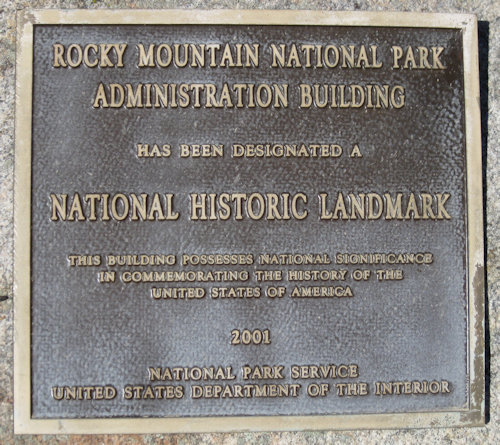 ROCKY MOUNTAIN NATIONAL PARK
ADMINISTRATION BUILDING
HAS BEEN DESIGNATED A
NATIONAL HISTORIC LANDMARK
THIS BUILDING POSSESSES NATIONAL SIGNIFICANCE
IN COMMEMORATING THE HISTORY OF THE
UNITED STATES OF AMERICA
2001
NATIONAL PARK SERVICE
UNITED STATES DEPARTMENT OF THE INTERIOR